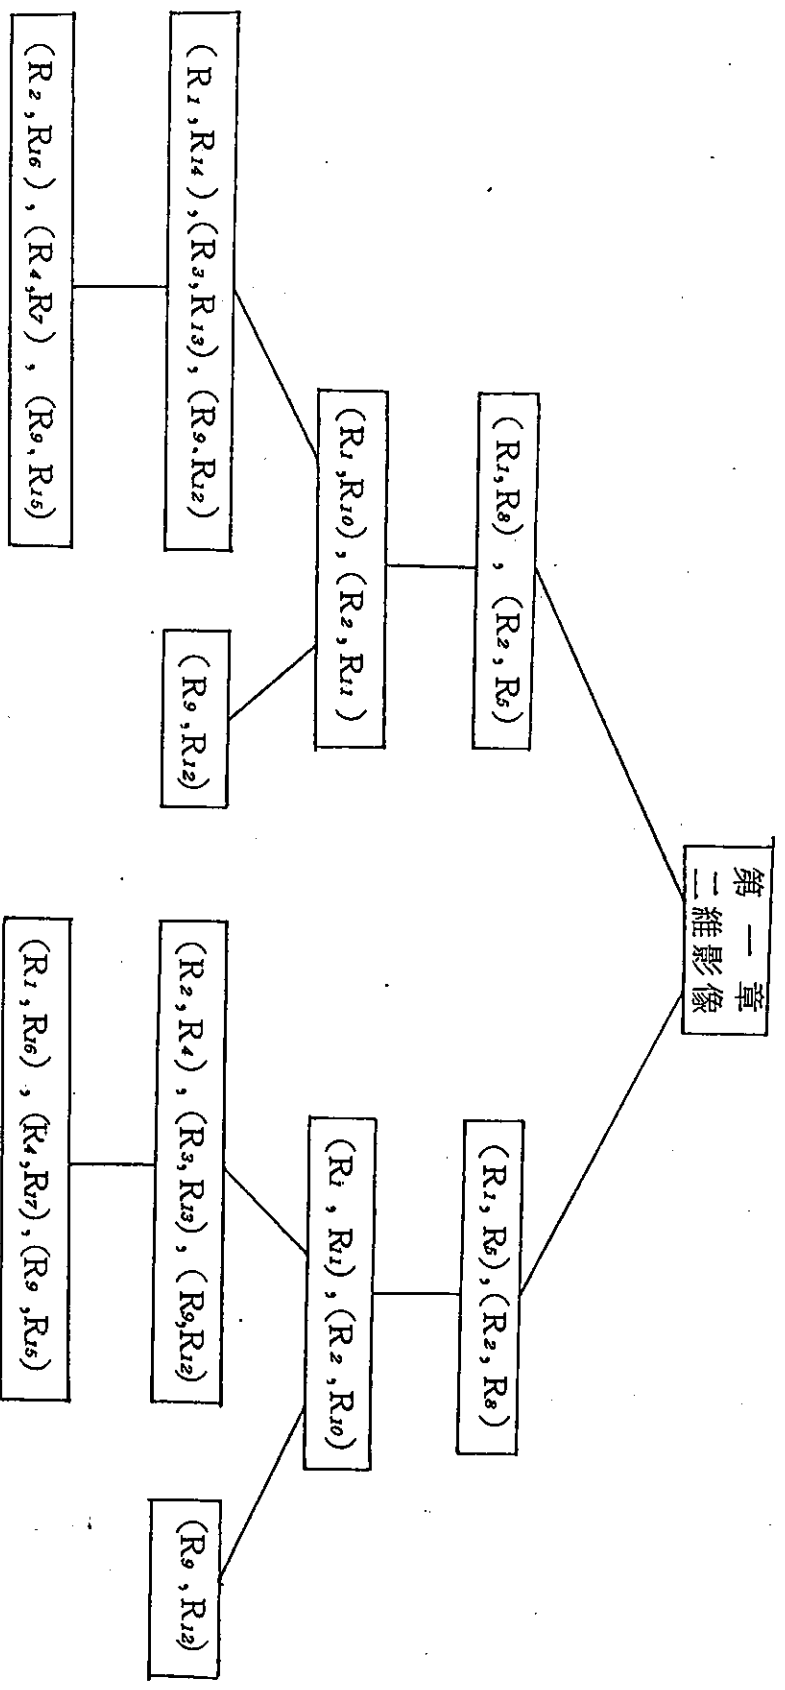 第一章
二維影像
(R₁,R₈), (R₂,R₅)
(R₁,R₅),(R₂,R₈)
(R₁,R₁₀), (R₂,R₁₁)
(Ri,R₁₁),(R₂,R₁₀)
(R₁,R₁₄),(R₃,R₁₃), (R₉.R₁₂)
(R₉,R₁₂)
(R₂,R₄), (R₃,R₁₃), (R₉,R₁₂)
(R₉,R₁₂)
(R₂,R₁₆), (R₄,R₇), (R₉,R₁₅)
(R₁,R₁₆), (R₄,R₁₇),(R₉,R₁₅)